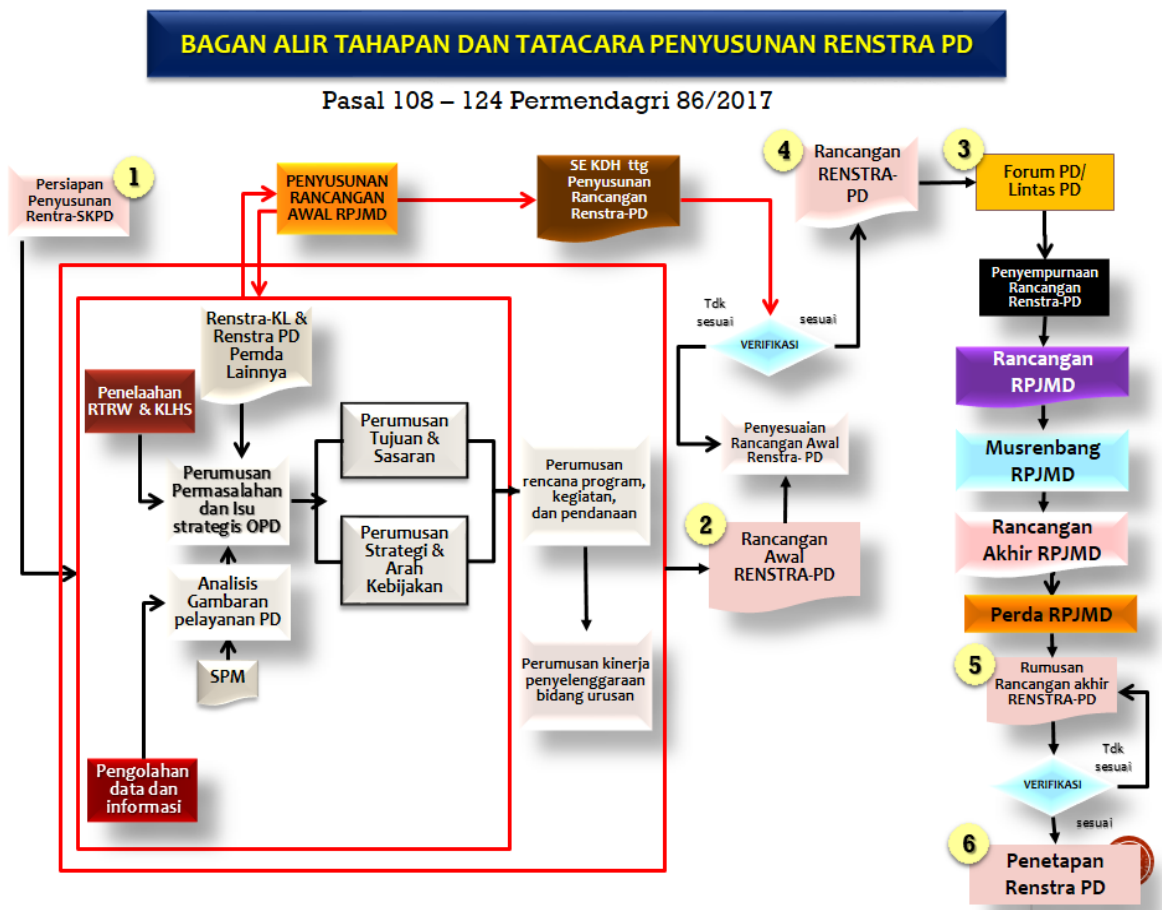 BAGAN ALIR TAHAPAN DAN TATACARA PENYUSUNAN RENSTRA PD
Pasal 108 – 124 Permendagri 86/2017
1
Persiapan
Penyusunan
Rentra-SKPD
PENYUSUNAN
RANCANGAN
AWAL RPJMD
SE KDH ttg
Penyusunan
Rancangan
Renstra-PD
4
Rancangan
RENSTRA-
PD
3
Forum PD/
Lintas PD
Penyempurnaan
Rancangan
Renstra-PD
Tdk
sesuai
sesuai
VERIFIKASI
Renstra-KL &
Renstra PD
Pemda
Lainnya
Penelaahan
RTRW & KLHS
Perumusan
Permasalahan
dan Isu
strategis OPD
Perumusan
Tujuan &
Sasaran
Perumusan
Strategi &
Arah
Kebijakan
Analisis
Gambaran
pelayanan PD
SPM
Pengolahan
data dan
informasi
Perumusan
rencana program,
kegiatan,
dan pendanaan
Perumusan kinerja
penyelenggaraan
bidang urusan
Penyesuaian
Rancangan Awal
Renstra- PD
2
Rancangan
Awal
RENSTRA-PD
Rancangan
RPJMD
Musrenbang
RPJMD
Rancangan
Akhir RPJMD
Perda RPJMD
5
Rumusan
Rancangan akhir
RENSTRA-PD
Tdk
sesuai
VERIFIKASI
sesuai
6
Penetapan
Renstra PD